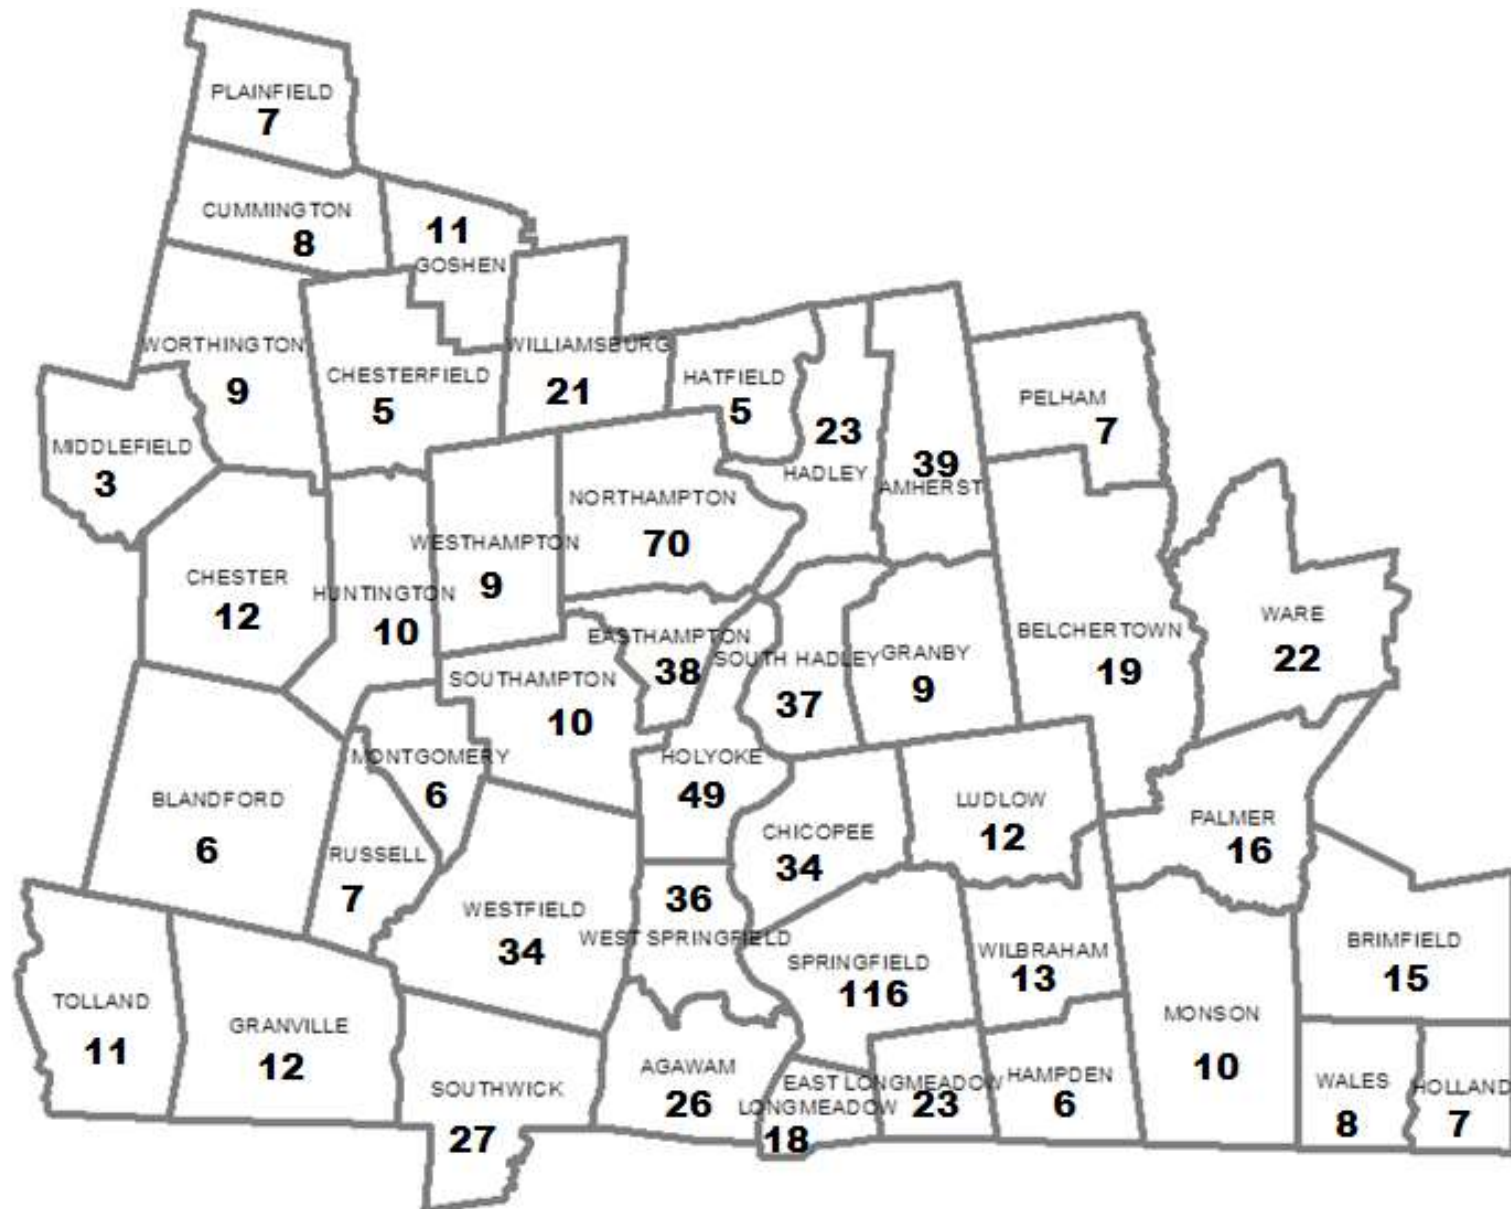 PLAINFIELD
7
CUMMINGTON
8
11
GOSHEN
WORTHINGTON
9
CHESTERFIELD
5
WILLIAMSBURG
21
HATFIELD
5
23
HADLEY
39
AMHERST
PELHAM
7
MIDDLEFIELD
3
CHESTER
12
HUNTINGTON
10
WESTHAMPTON
9
NORTHAMPTON
70
EASTHAMPTON
38
SOUTHAMPTON
10
SOUTH HADLEY
37
GRANBY
9
BELCHERTOWN
19
WARE
22
MONTGOMERY
6
HOLYOKE
49
BLANDFORD
6
RUSSELL
7
CHICOPEE
34
LUDLOW
12
PALMER
16
WESTFIELD
34
36
WEST SPRINGFIELD
SPRINGFIELD
116
WILBRAHAM
13
BRIMFIELD
15
TOLLAND
11
GRANVILLE
12
SOUTHWICK
27
AGAWAM
26
LONGMEADOW
18
EAST LONGMEADOW
23
HAMPDEN
6
MONSON
10
WALES
8
HOLLAND
7